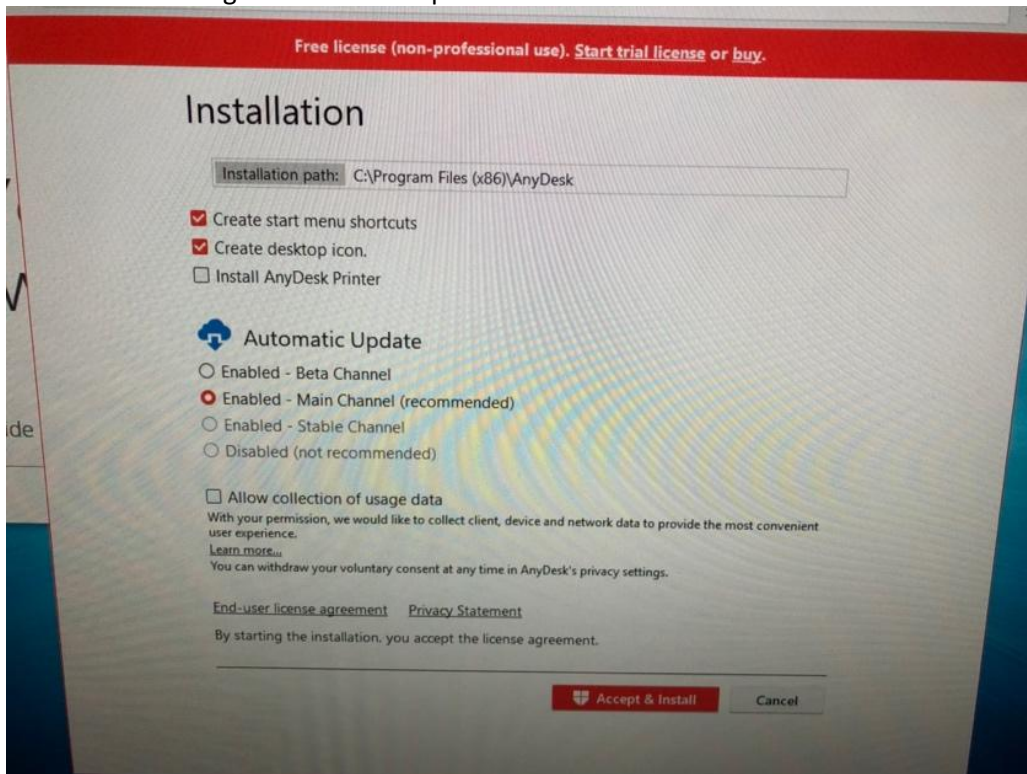 Free license (non-professional use). Start trial license or buy.
Installation
Installation path: C:\Program Files (x86)\AnyDesk
Create start menu shortcuts
Create desktop icon.
Install AnyDesk Printer
Automatic Update
Enabled - Beta Channel
Enabled - Main Channel (recommended)
Enabled - Stable Channel
Disabled (not recommended)
Allow collection of usage data
With your permission, we would like to collect client, device and network data to provide the most convenient
user experience.
Learn more...
You can withdraw your voluntary consent at any time in AnyDesk's privacy settings.
End-user license agreement Privacy Statement
By starting the installation, you accept the license agreement.
Accept & Install Cancel